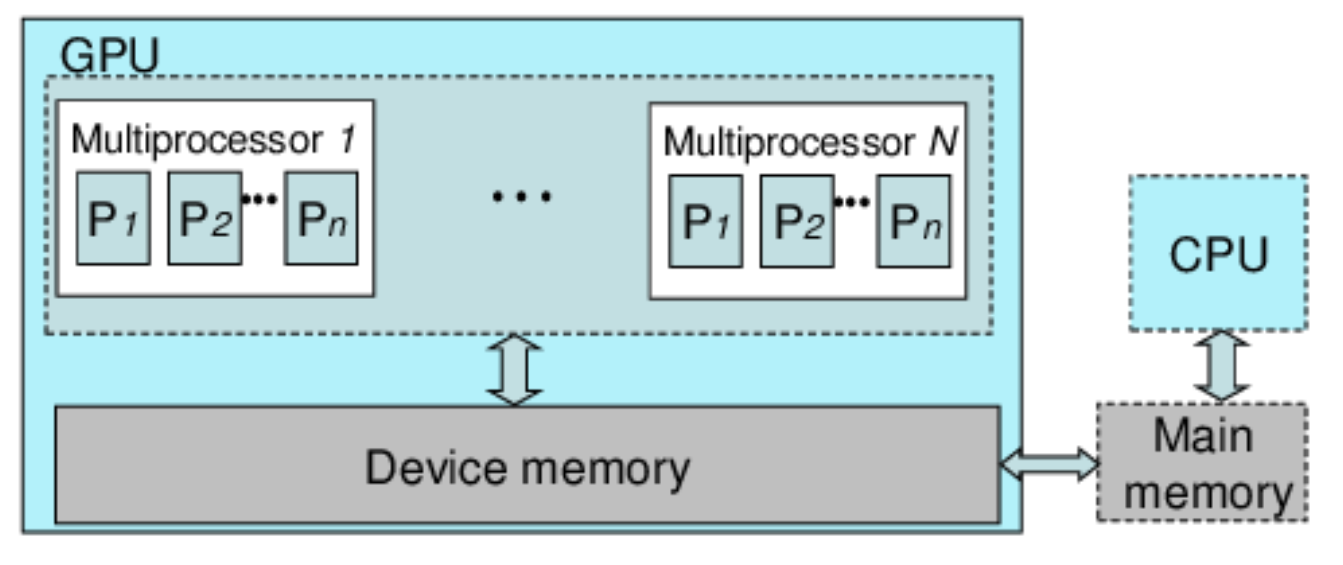 GPU
Multiprocessor 1
P1 P2 ... Pn
...
Multiprocessor N
P1 P2 ... Pn
CPU
Device memory
Main
memory